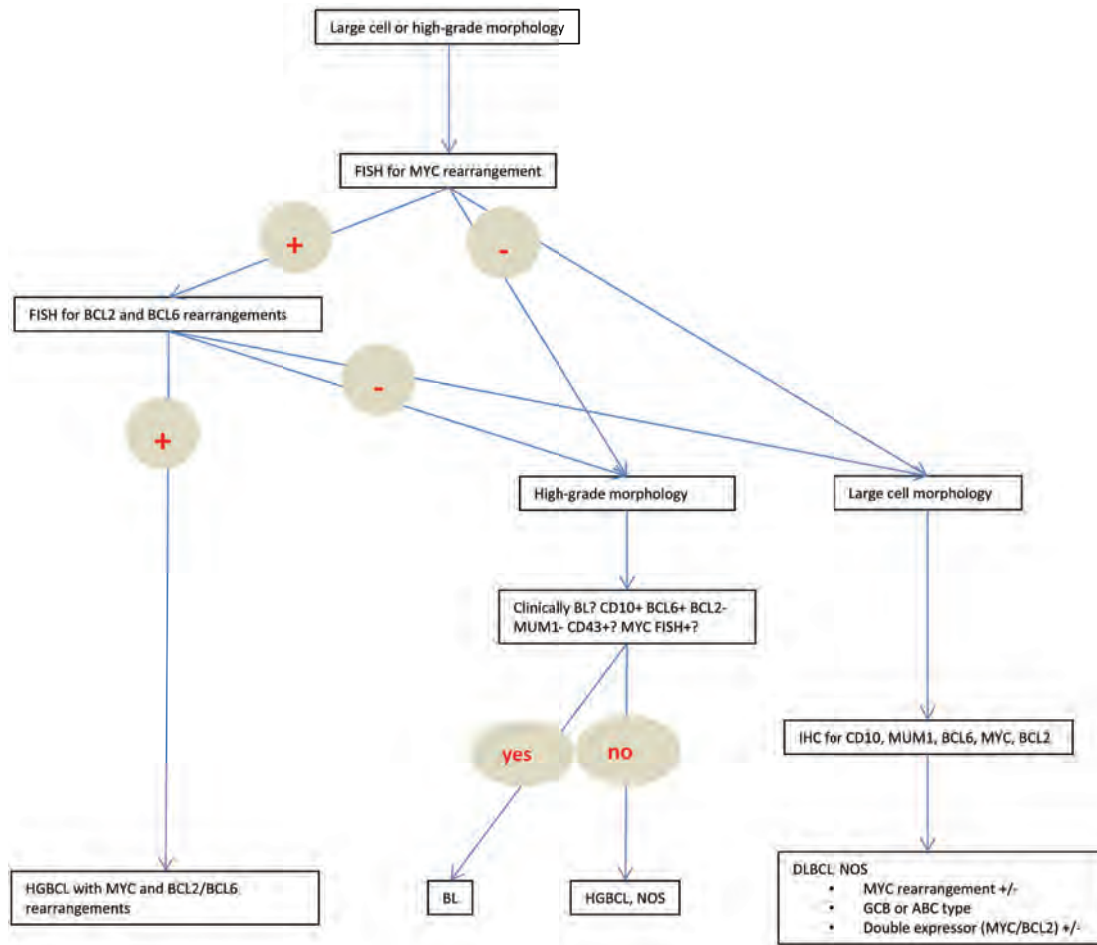 Large cell or high-grade morphology
FISH for MYC rearrangement
+
-
FISH for BCL2 and BCL6 rearrangements
-
+
High-grade morphology
Large cell morphology
Clinically BL? CD10+ BCL6+ BCL2-
MUM1- CD43+? MYC FISH+?
IHC for CD10, MUM1, BCL6, MYC, BCL2
yes
no
HGBCL with MYC and BCL2/BCL6
rearrangements
BL
HGBCL, NOS
DLBCL NOS
• MYC rearrangement +/-
• GCB or ABC type
• Double expressor (MYC/BCL2) +/-